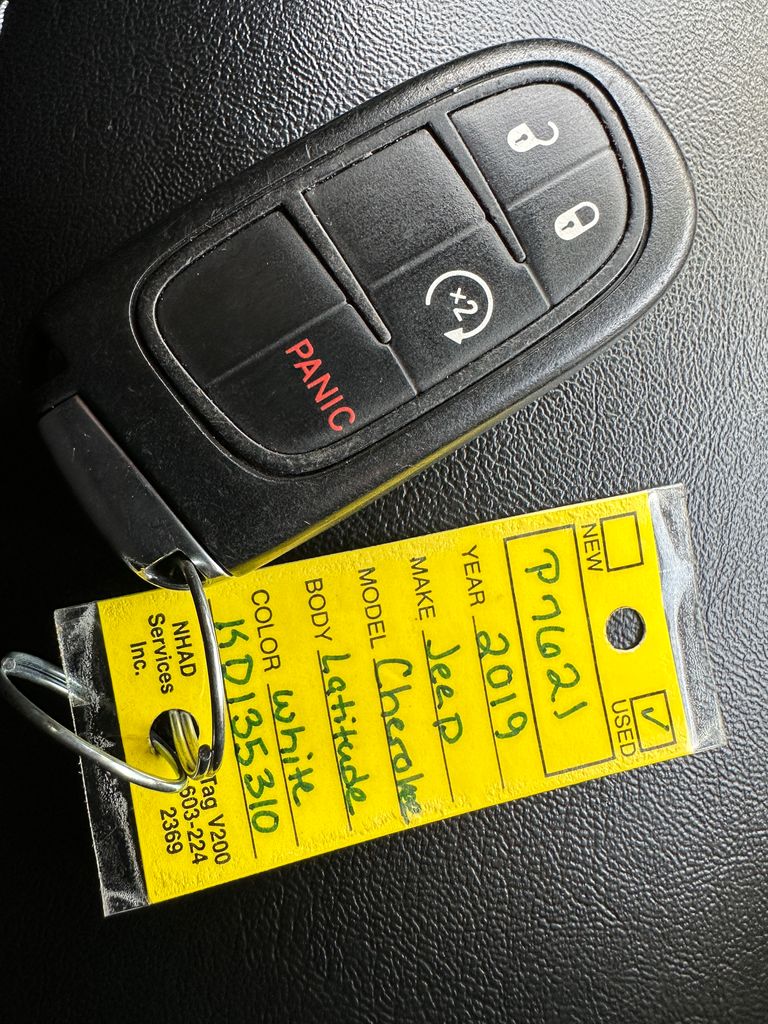 x2
PANIC
NEW
USED ✓
P7621
YEAR 2019
MAKE Jeep
MODEL Cherokee
BODY Latitude
COLOR white
KD135310
NHAD
Services
Inc.
Tag V200
603-224
2369